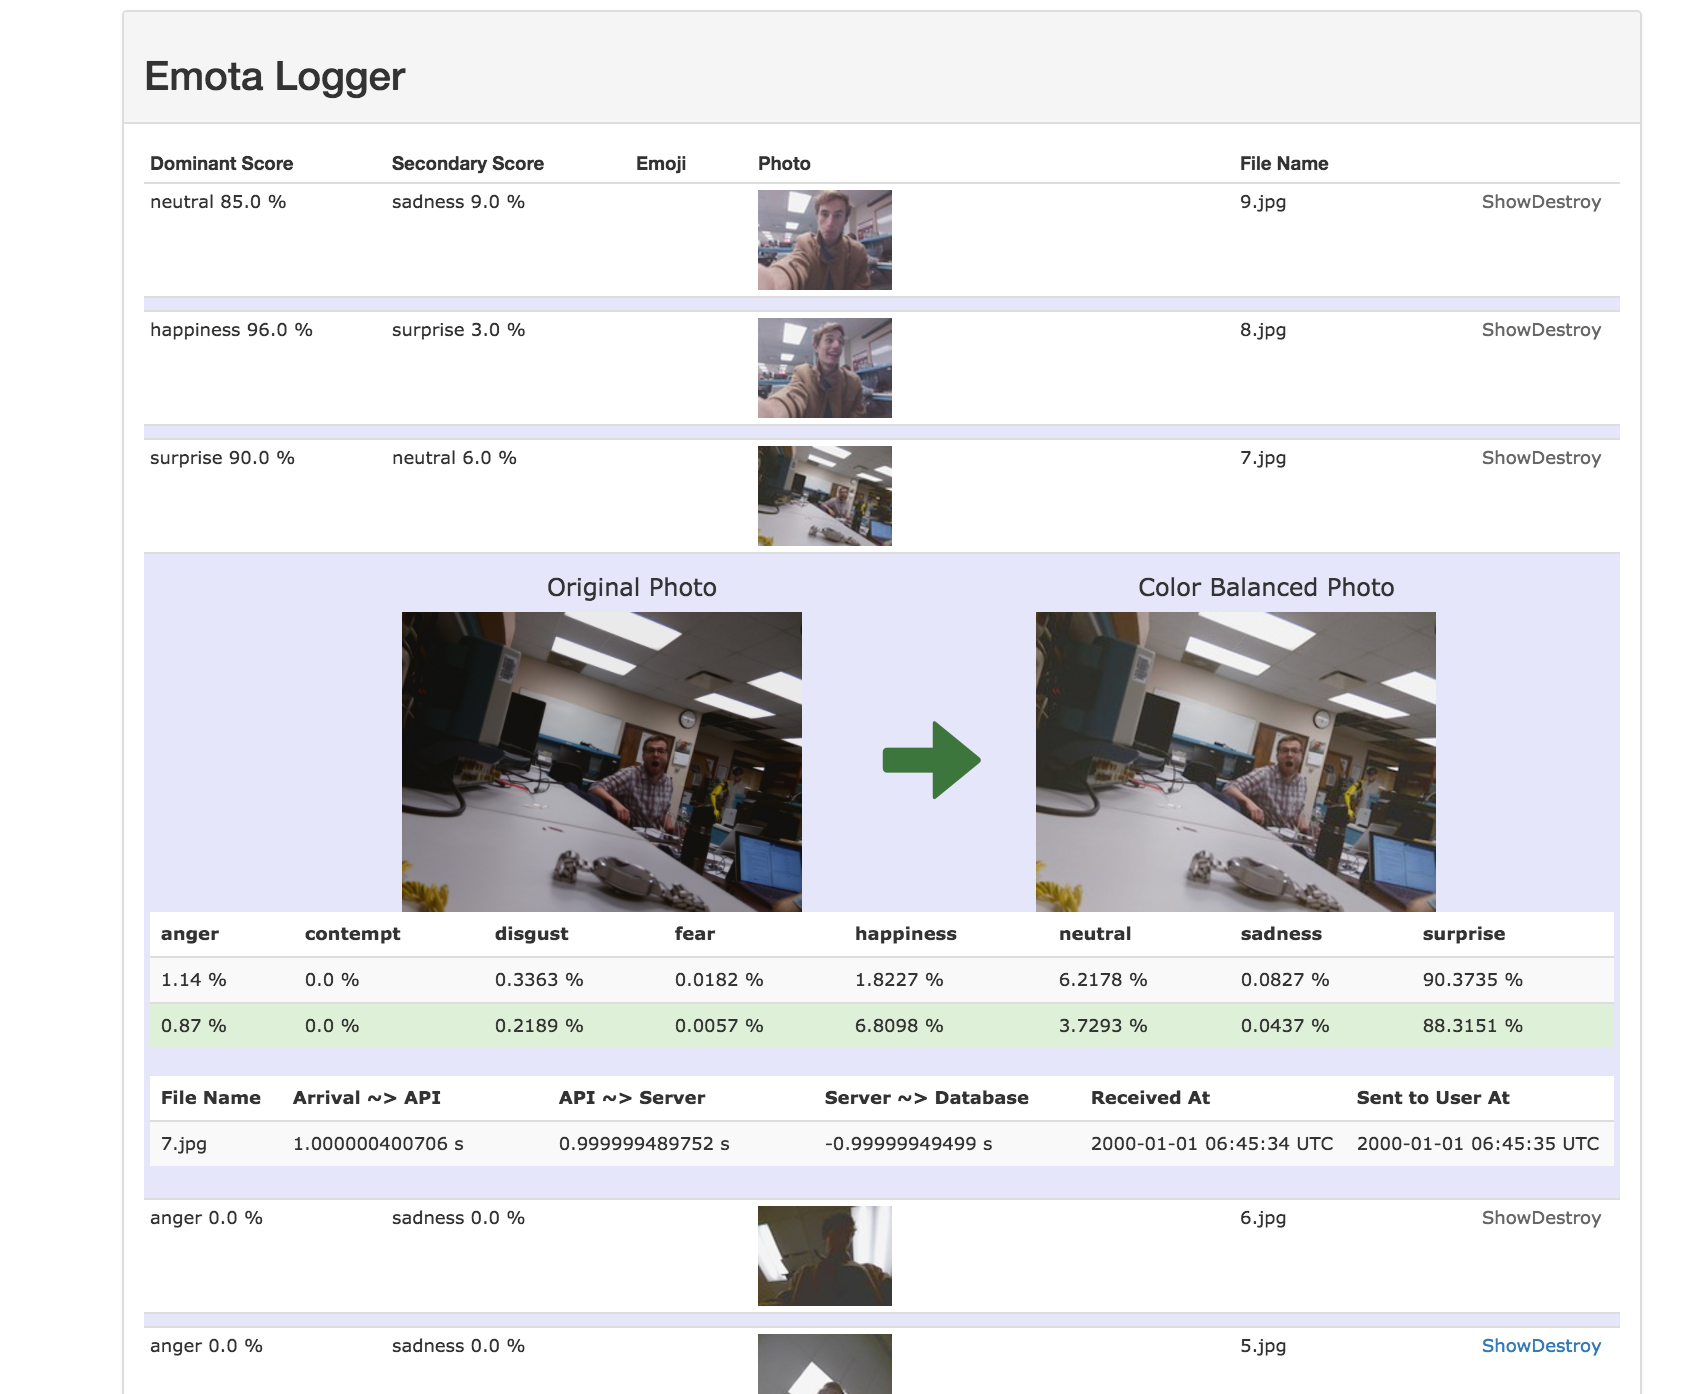 Emota Logger
Dominant Score Secondary Score Emoji Photo File Name
neutral 85.0 % sadness 9.0 % 9.jpg ShowDestroy
happiness 96.0 % surprise 3.0 % 8.jpg ShowDestroy
surprise 90.0 % neutral 6.0 % 7.jpg ShowDestroy
Original Photo Color Balanced Photo
anger contempt disgust fear happiness neutral sadness surprise
1.14 % 0.0 % 0.3363 % 0.0182 % 1.8227 % 6.2178 % 0.0827 % 90.3735 %
0.87 % 0.0 % 0.2189 % 0.0057 % 6.8098 % 3.7293 % 0.0437 % 88.3151 %
File Name Arrival ~> API API ~> Server Server ~> Database Received At Sent to User At
7.jpg 1.000000400706 s 0.999999489752 s -0.99999949499 s 2000-01-01 06:45:34 UTC 2000-01-01 06:45:35 UTC
anger 0.0 % sadness 0.0 % 6.jpg ShowDestroy
anger 0.0 % sadness 0.0 % 5.jpg ShowDestroy